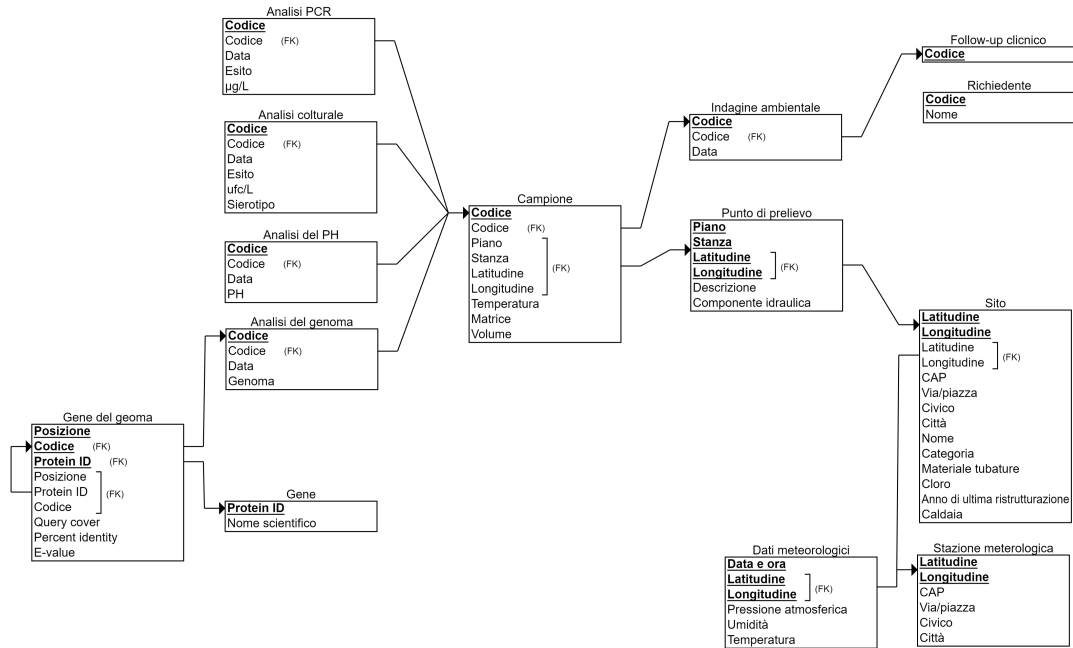 Analisi PCR
Codice
Codice (FK)
Data
Esito
µg/L
Analisi colturale
Codice
Codice (FK)
Data
Esito
ufc/L
Sierotipo
Analisi del PH
Codice
Codice (FK)
Data
PH
Analisi del genoma
Codice
Codice (FK)
Data
Genoma
Gene del geoma
Posizione
Codice (FK)
Protein ID (FK)
Posizione
Protein ID (FK)
Codice
Query cover
Percent identity
E-value
Gene
Protein ID
Nome scientifico
Campione
Codice
Codice (FK)
Piano
Stanza
(FK)
Latitudine
Longitudine
Temperatura
Matrice
Volume
Indagine ambientale
Codice
Codice (FK)
Data
Punto di prelievo
Piano
Stanza
Latitudine
(FK)
Longitudine
Descrizione
Componente idraulica
Follow-up clicnico
Codice
Richiedente
Codice
Nome
Sito
Latitudine
Longitudine
Latitudine
(FK)
Longitudine
CAP
Via/piazza
Civico
Città
Nome
Categoria
Materiale tubature
Cloro
Anno di ultima ristrutturazione
Caldaia
Dati meteorologici
Data e ora
Latitudine
(FK)
Longitudine
Pressione atmosferica
Umidità
Temperatura
Stazione meterologica
Latitudine
Longitudine
CAP
Via/piazza
Civico
Città